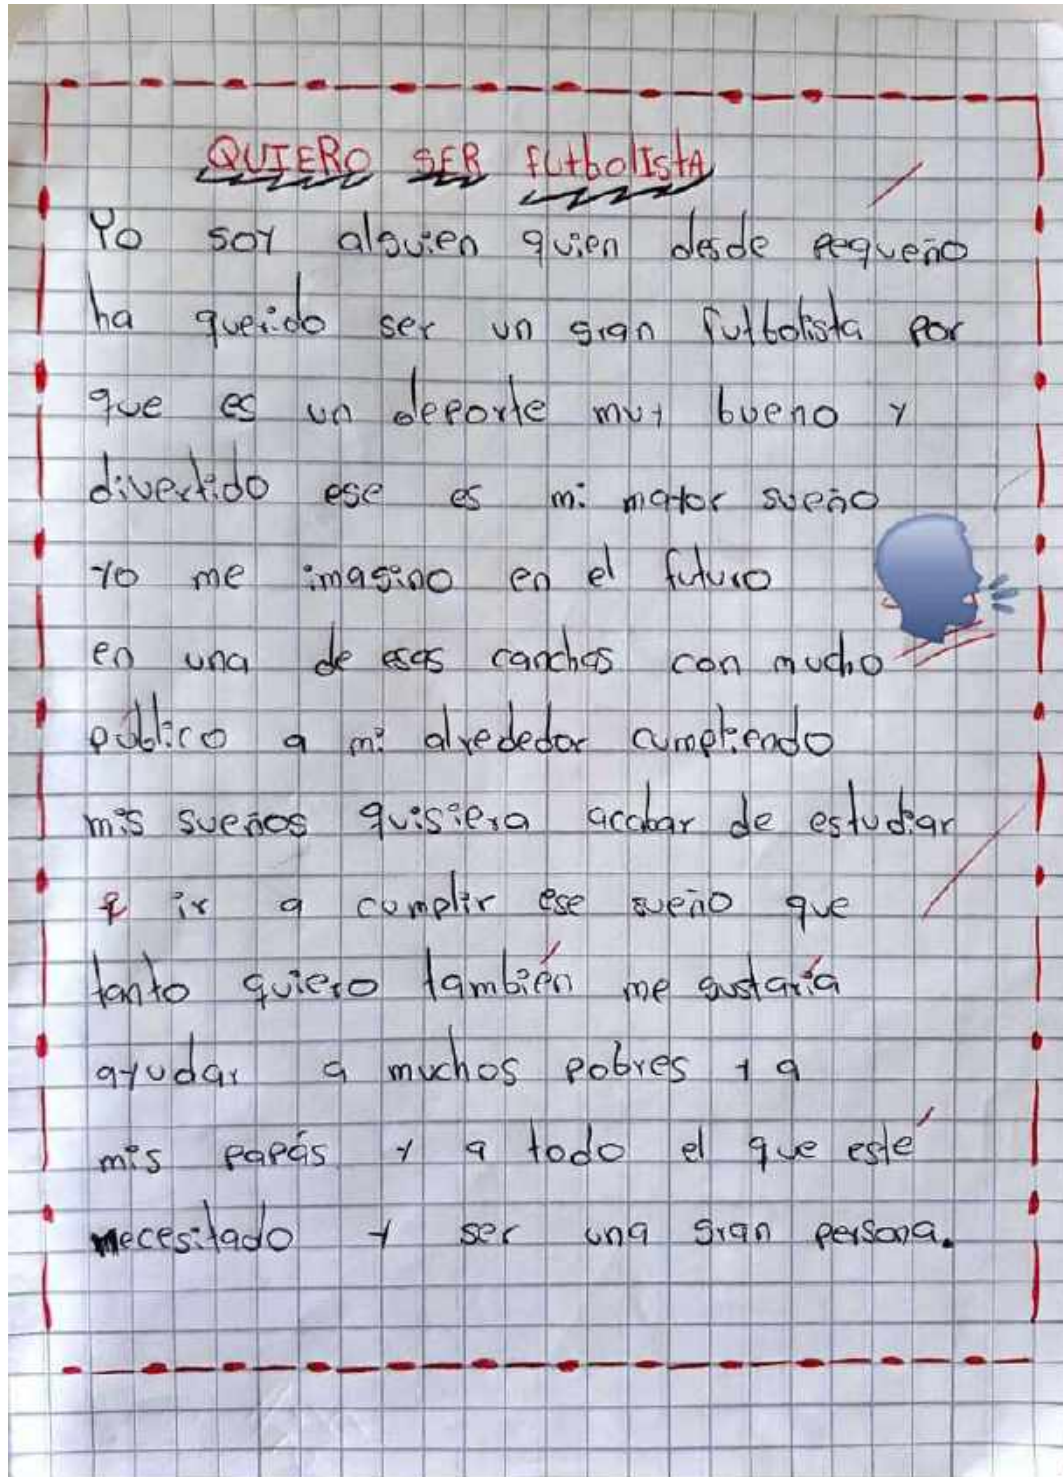 QUIERO SER futbolIstA
Yo soy alguien quien desde pequeño
ha querido ser un gran futbolista por
que es un deporte muy bueno y
divertido ese es mi mayor sueño
yo me imagino en el futuro
en una de esas canchas con mucho
público a mi alrededor cumpliendo
mis sueños quisiera acabar de estudiar
ir a cumplir ese sueño que
tanto quiero también me gustaría
ayudar a muchos pobres y a
mis papás y a todo el que esté
necesitado y ser una gran persona.